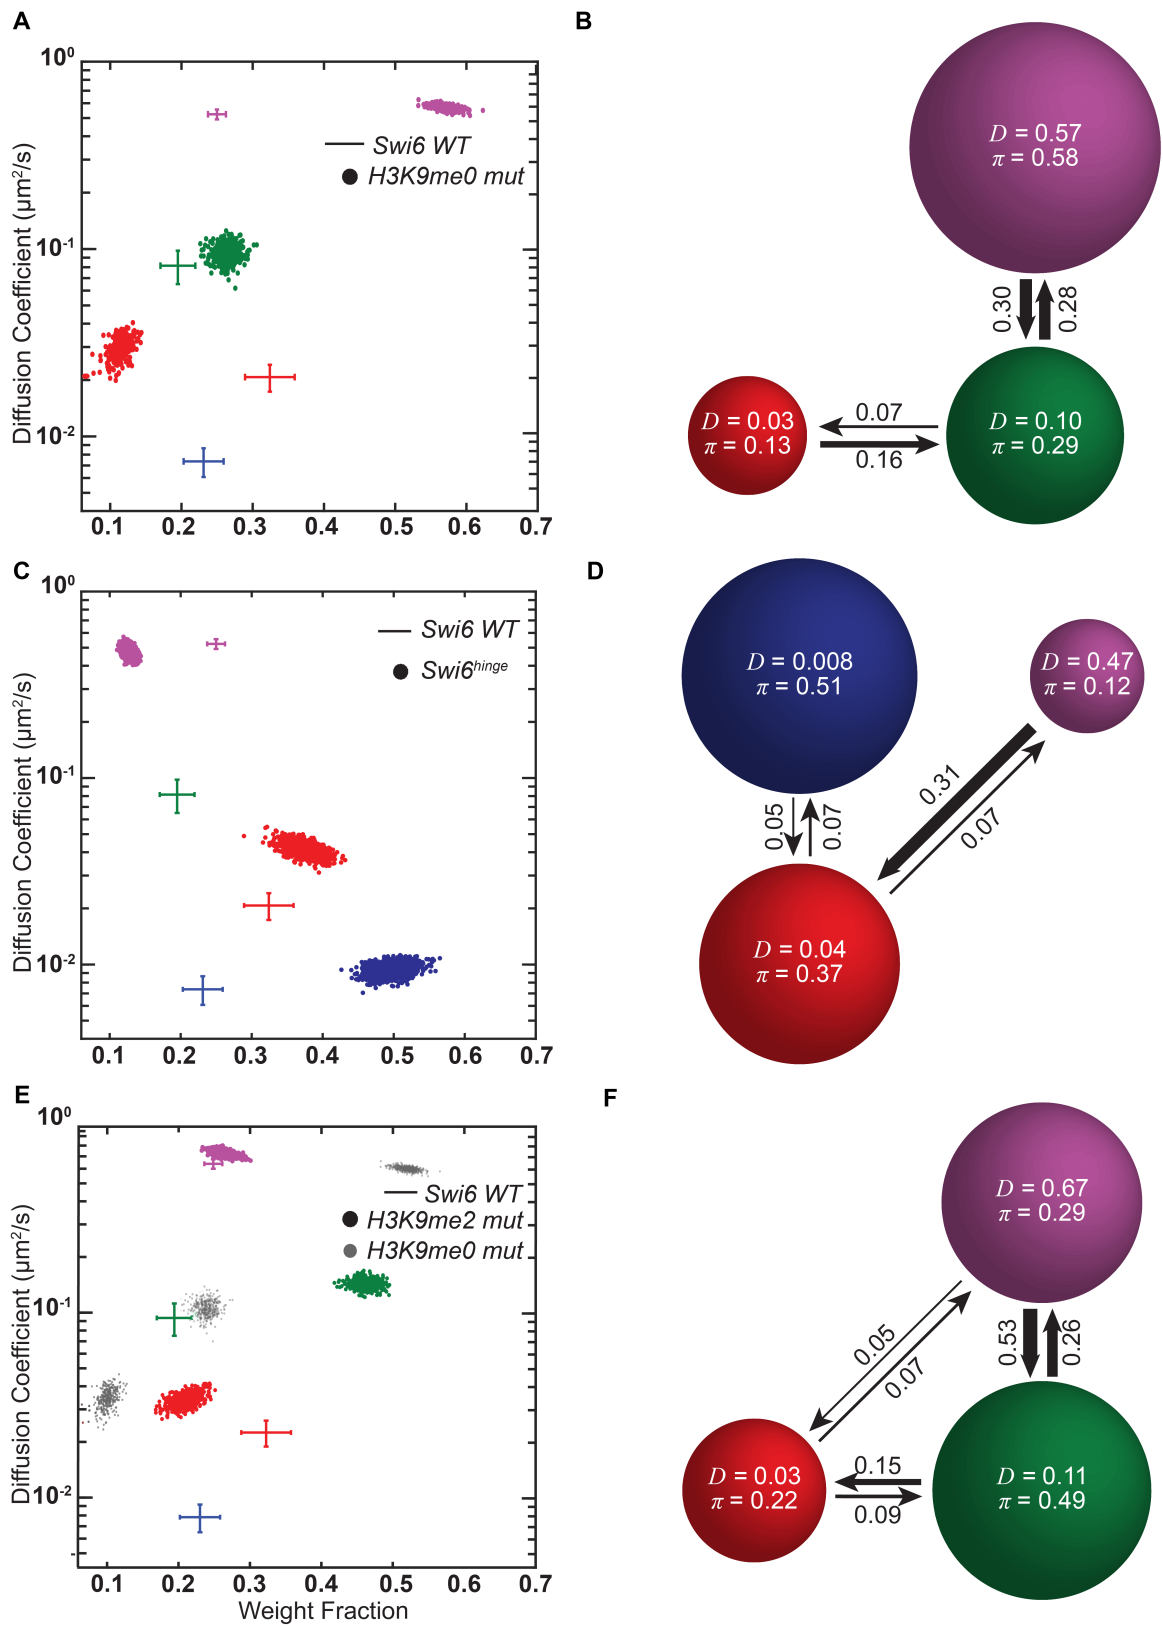 A
Diffusion Coefficient (μm²/s)
10⁰
10⁻¹
10⁻²
Swi6 WT
H3K9me0 mut
0.1 0.2 0.3 0.4 0.5 0.6 0.7
B
D = 0.57
π = 0.58
0.30
0.28
D = 0.03
π = 0.13
0.07
0.16
D = 0.10
π = 0.29
C
Diffusion Coefficient (μm²/s)
10⁰
10⁻¹
10⁻²
Swi6 WT
Swi6ʰⁱⁿᵍᵉ
0.1 0.2 0.3 0.4 0.5 0.6 0.7
D
D = 0.008
π = 0.51
D = 0.47
π = 0.12
0.05
0.07
0.31
0.07
D = 0.04
π = 0.37
E
Diffusion Coefficient (μm²/s)
10⁰
10⁻¹
10⁻²
Swi6 WT
H3K9me2 mut
H3K9me0 mut
0.1 0.2 0.3 0.4 0.5 0.6 0.7
Weight Fraction
F
D = 0.67
π = 0.29
0.05
0.07
0.53
0.26
D = 0.03
π = 0.22
0.15
0.09
D = 0.11
π = 0.49